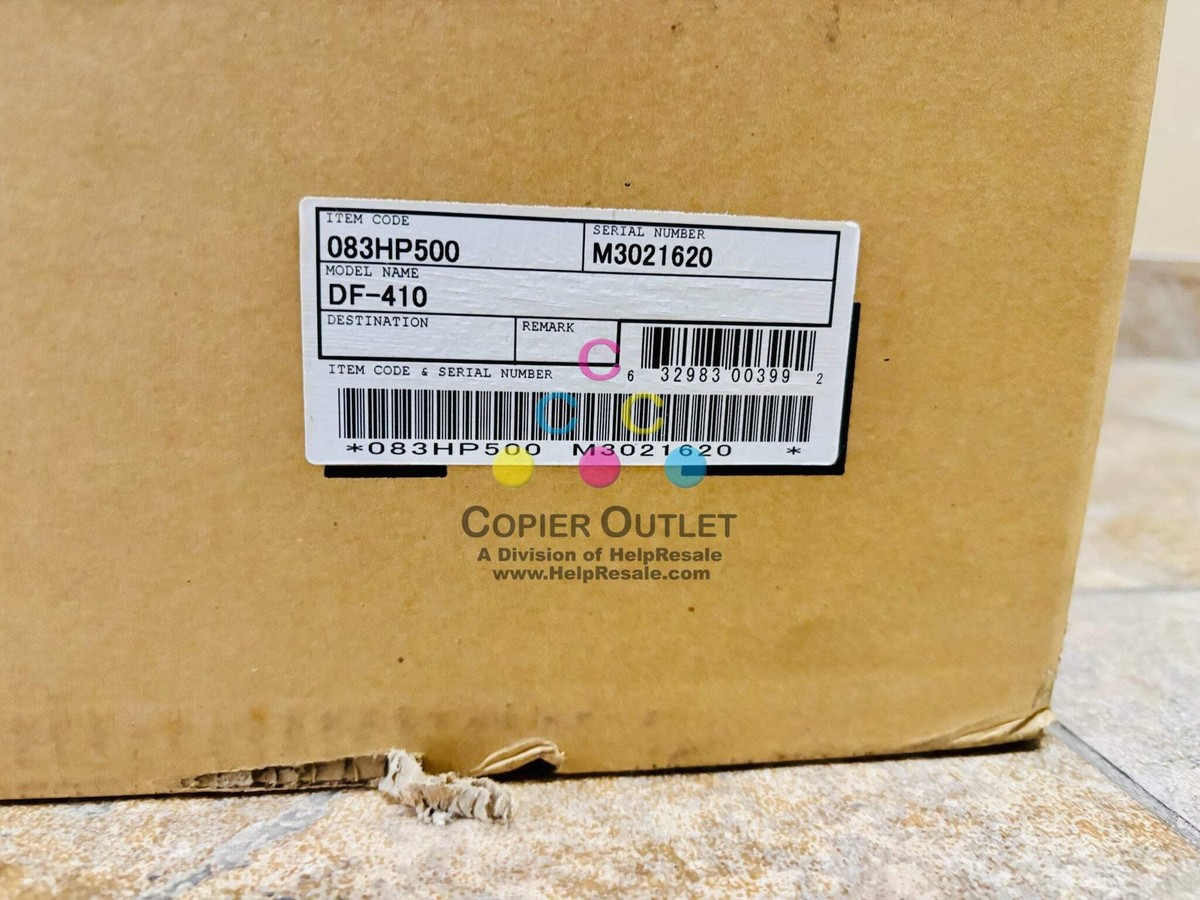 ITEM CODE
083HP500
SERIAL NUMBER
M3021620
MODEL NAME
DF-410
DESTINATION
REMARK
6 32983 00399 2
ITEM CODE & SERIAL NUMBER
*083HP500 M3021620 *
C
C C
COPIER OUTLET
A Division of HelpResale
www.HelpResale.com